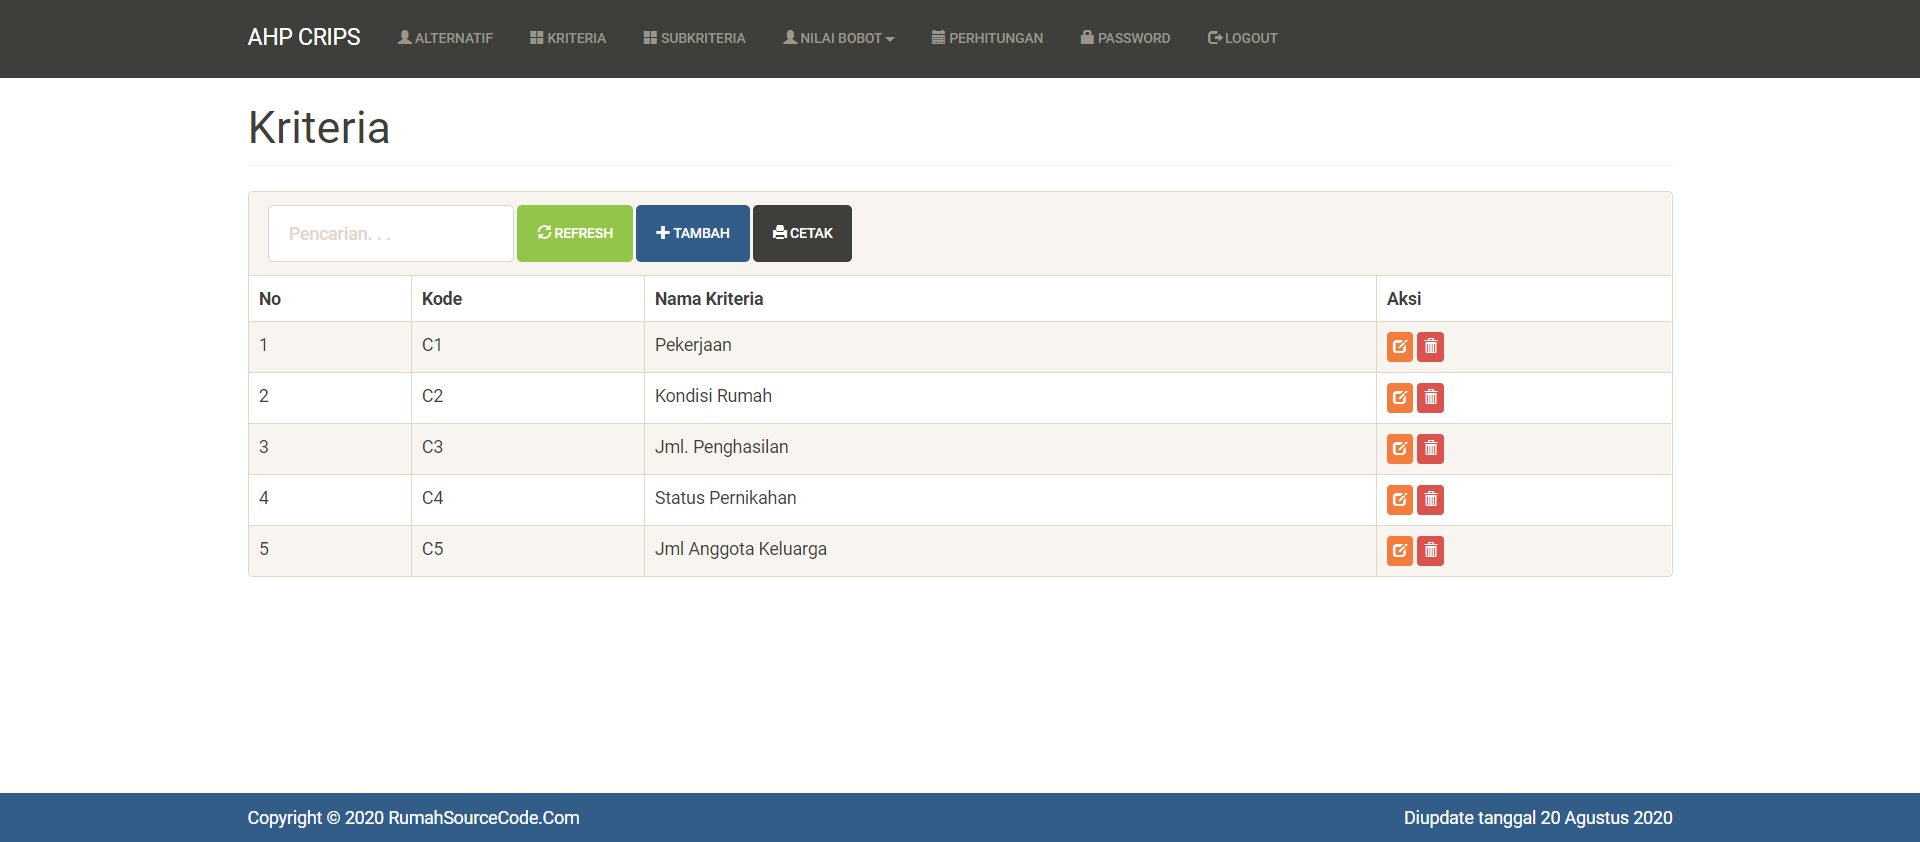 AHP CRIPS ALTERNATIF KRITERIA SUBKRITERIA NILAI BOBOT PERHITUNGAN PASSWORD LOGOUT
Kriteria
Pencarian. . . REFRESH TAMBAH CETAK
No Kode Nama Kriteria Aksi
1 C1 Pekerjaan
2 C2 Kondisi Rumah
3 C3 Jml. Penghasilan
4 C4 Status Pernikahan
5 C5 Jml Anggota Keluarga
Copyright © 2020 RumahSourceCode.Com Diupdate tanggal 20 Agustus 2020